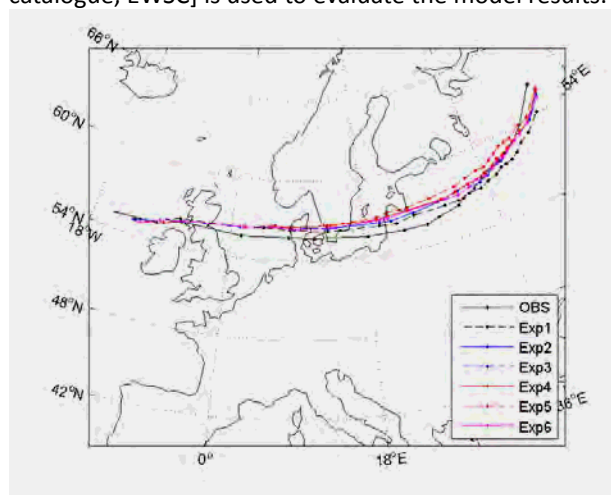 catalogue, EWSC] is used to evaluate the model results.
66°N
54°E
60°N
54°N
18°W
48°N
42°N
36°E
0°
18°E
OBS
Exp1
Exp2
Exp3
Exp4
Exp5
Exp6